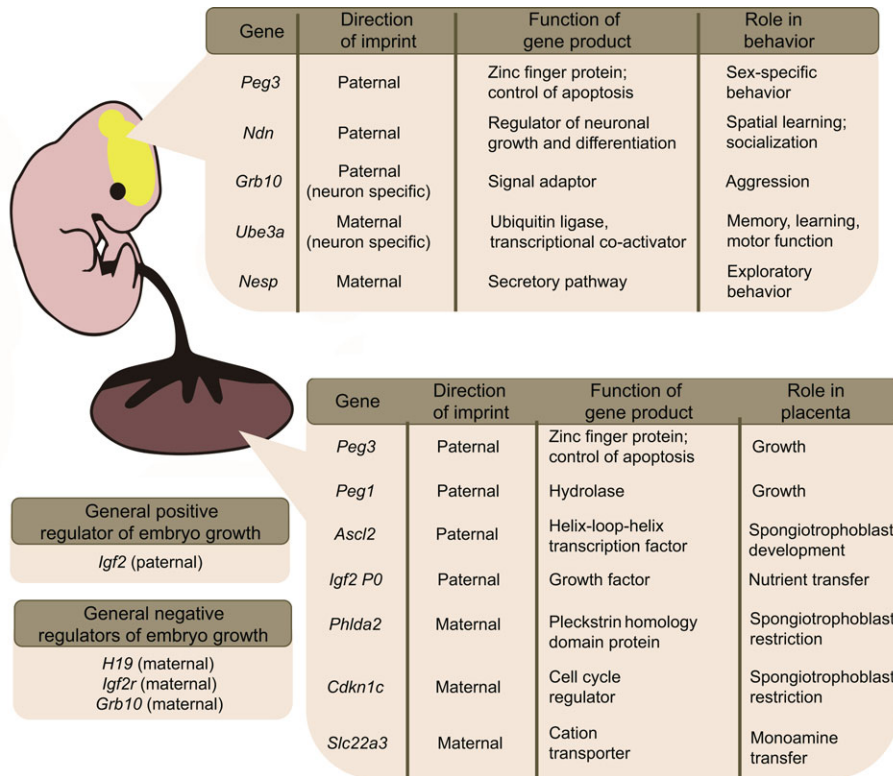 Gene Direction of imprint Function of gene product Role in behavior
Peg3 Paternal Zinc finger protein; control of apoptosis Sex-specific behavior
Ndn Paternal Regulator of neuronal growth and differentiation Spatial learning; socialization
Grb10 Paternal (neuron specific) Signal adaptor Aggression
Ube3a Maternal (neuron specific) Ubiquitin ligase, transcriptional co-activator Memory, learning, motor function
Nesp Maternal Secretory pathway Exploratory behavior
Gene Direction of imprint Function of gene product Role in placenta
Peg3 Paternal Zinc finger protein; control of apoptosis Growth
Peg1 Paternal Hydrolase Growth
Ascl2 Paternal Helix-loop-helix transcription factor Spongiotrophoblast development
Igf2 P0 Paternal Growth factor Nutrient transfer
Phlda2 Maternal Pleckstrin homology domain protein Spongiotrophoblast restriction
Cdkn1c Maternal Cell cycle regulator Spongiotrophoblast restriction
Slc22a3 Maternal Cation transporter Monoamine transfer
General positive
regulator of embryo growth
Igf2 (paternal)
General negative
regulators of embryo growth
H19 (maternal)
Igf2r (maternal)
Grb10 (maternal)